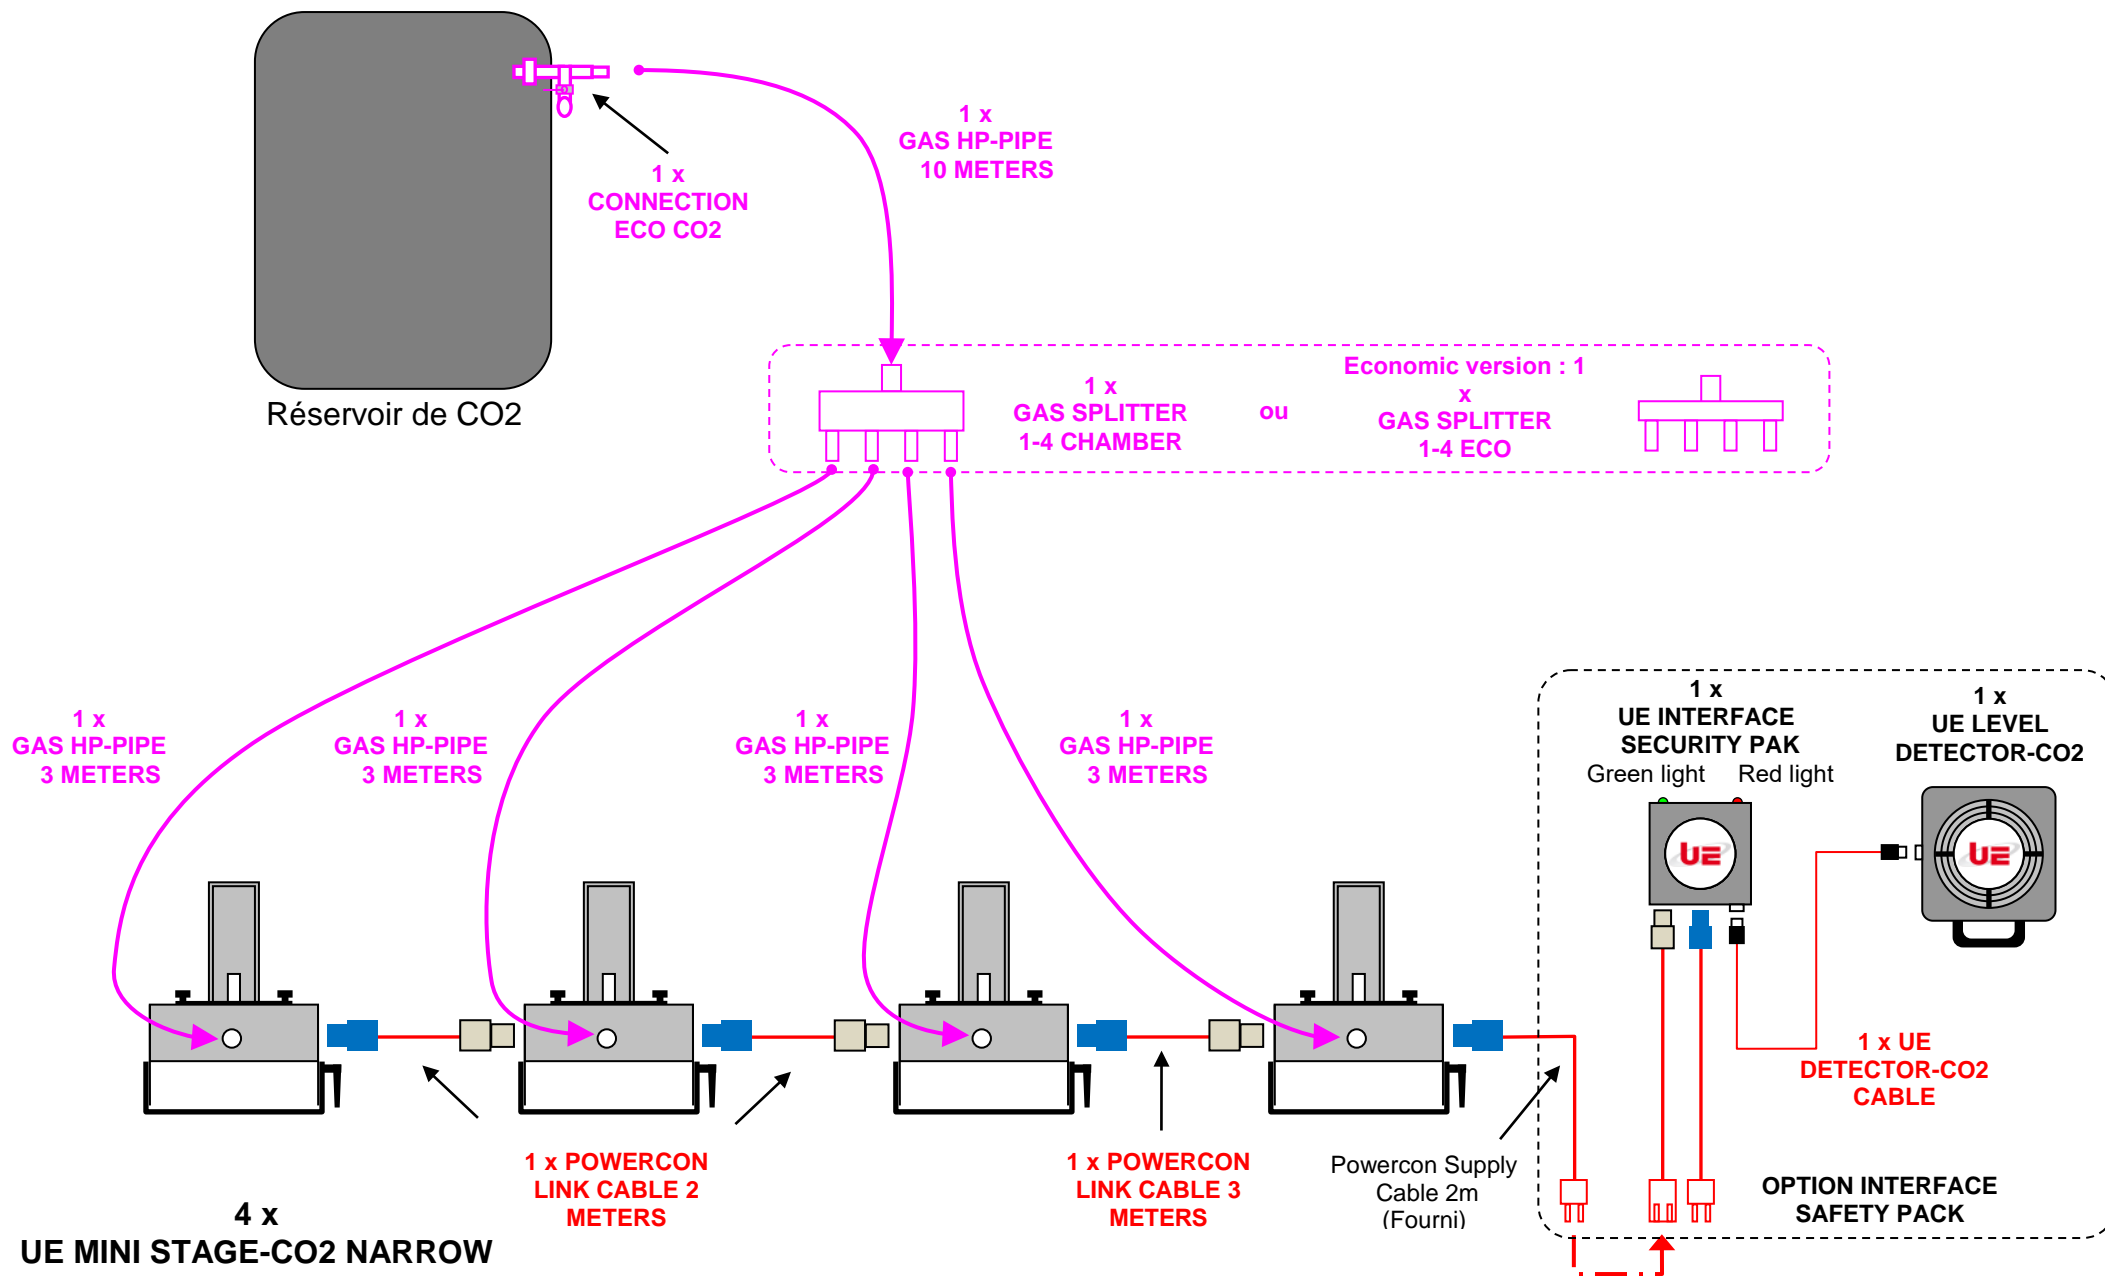 1 x
GAS HP-PIPE
10 METERS
1 x
CONNECTION
ECO CO2
Réservoir de CO2
1 x
GAS SPLITTER
1-4 CHAMBER
ou
Economic version : 1
x
GAS SPLITTER
1-4 ECO
1 x
GAS HP-PIPE
3 METERS
1 x
GAS HP-PIPE
3 METERS
1 x
GAS HP-PIPE
3 METERS
1 x
GAS HP-PIPE
3 METERS
1 x
UE INTERFACE
SECURITY PAK
Green light Red light
1 x
UE LEVEL
DETECTOR-CO2
UE
UE
1 x UE
DETECTOR-CO2
CABLE
1 x POWERCON
LINK CABLE 2
METERS
1 x POWERCON
LINK CABLE 3
METERS
Powercon Supply
Cable 2m
(Fourni)
OPTION INTERFACE
SAFETY PACK
4 x
UE MINI STAGE-CO2 NARROW